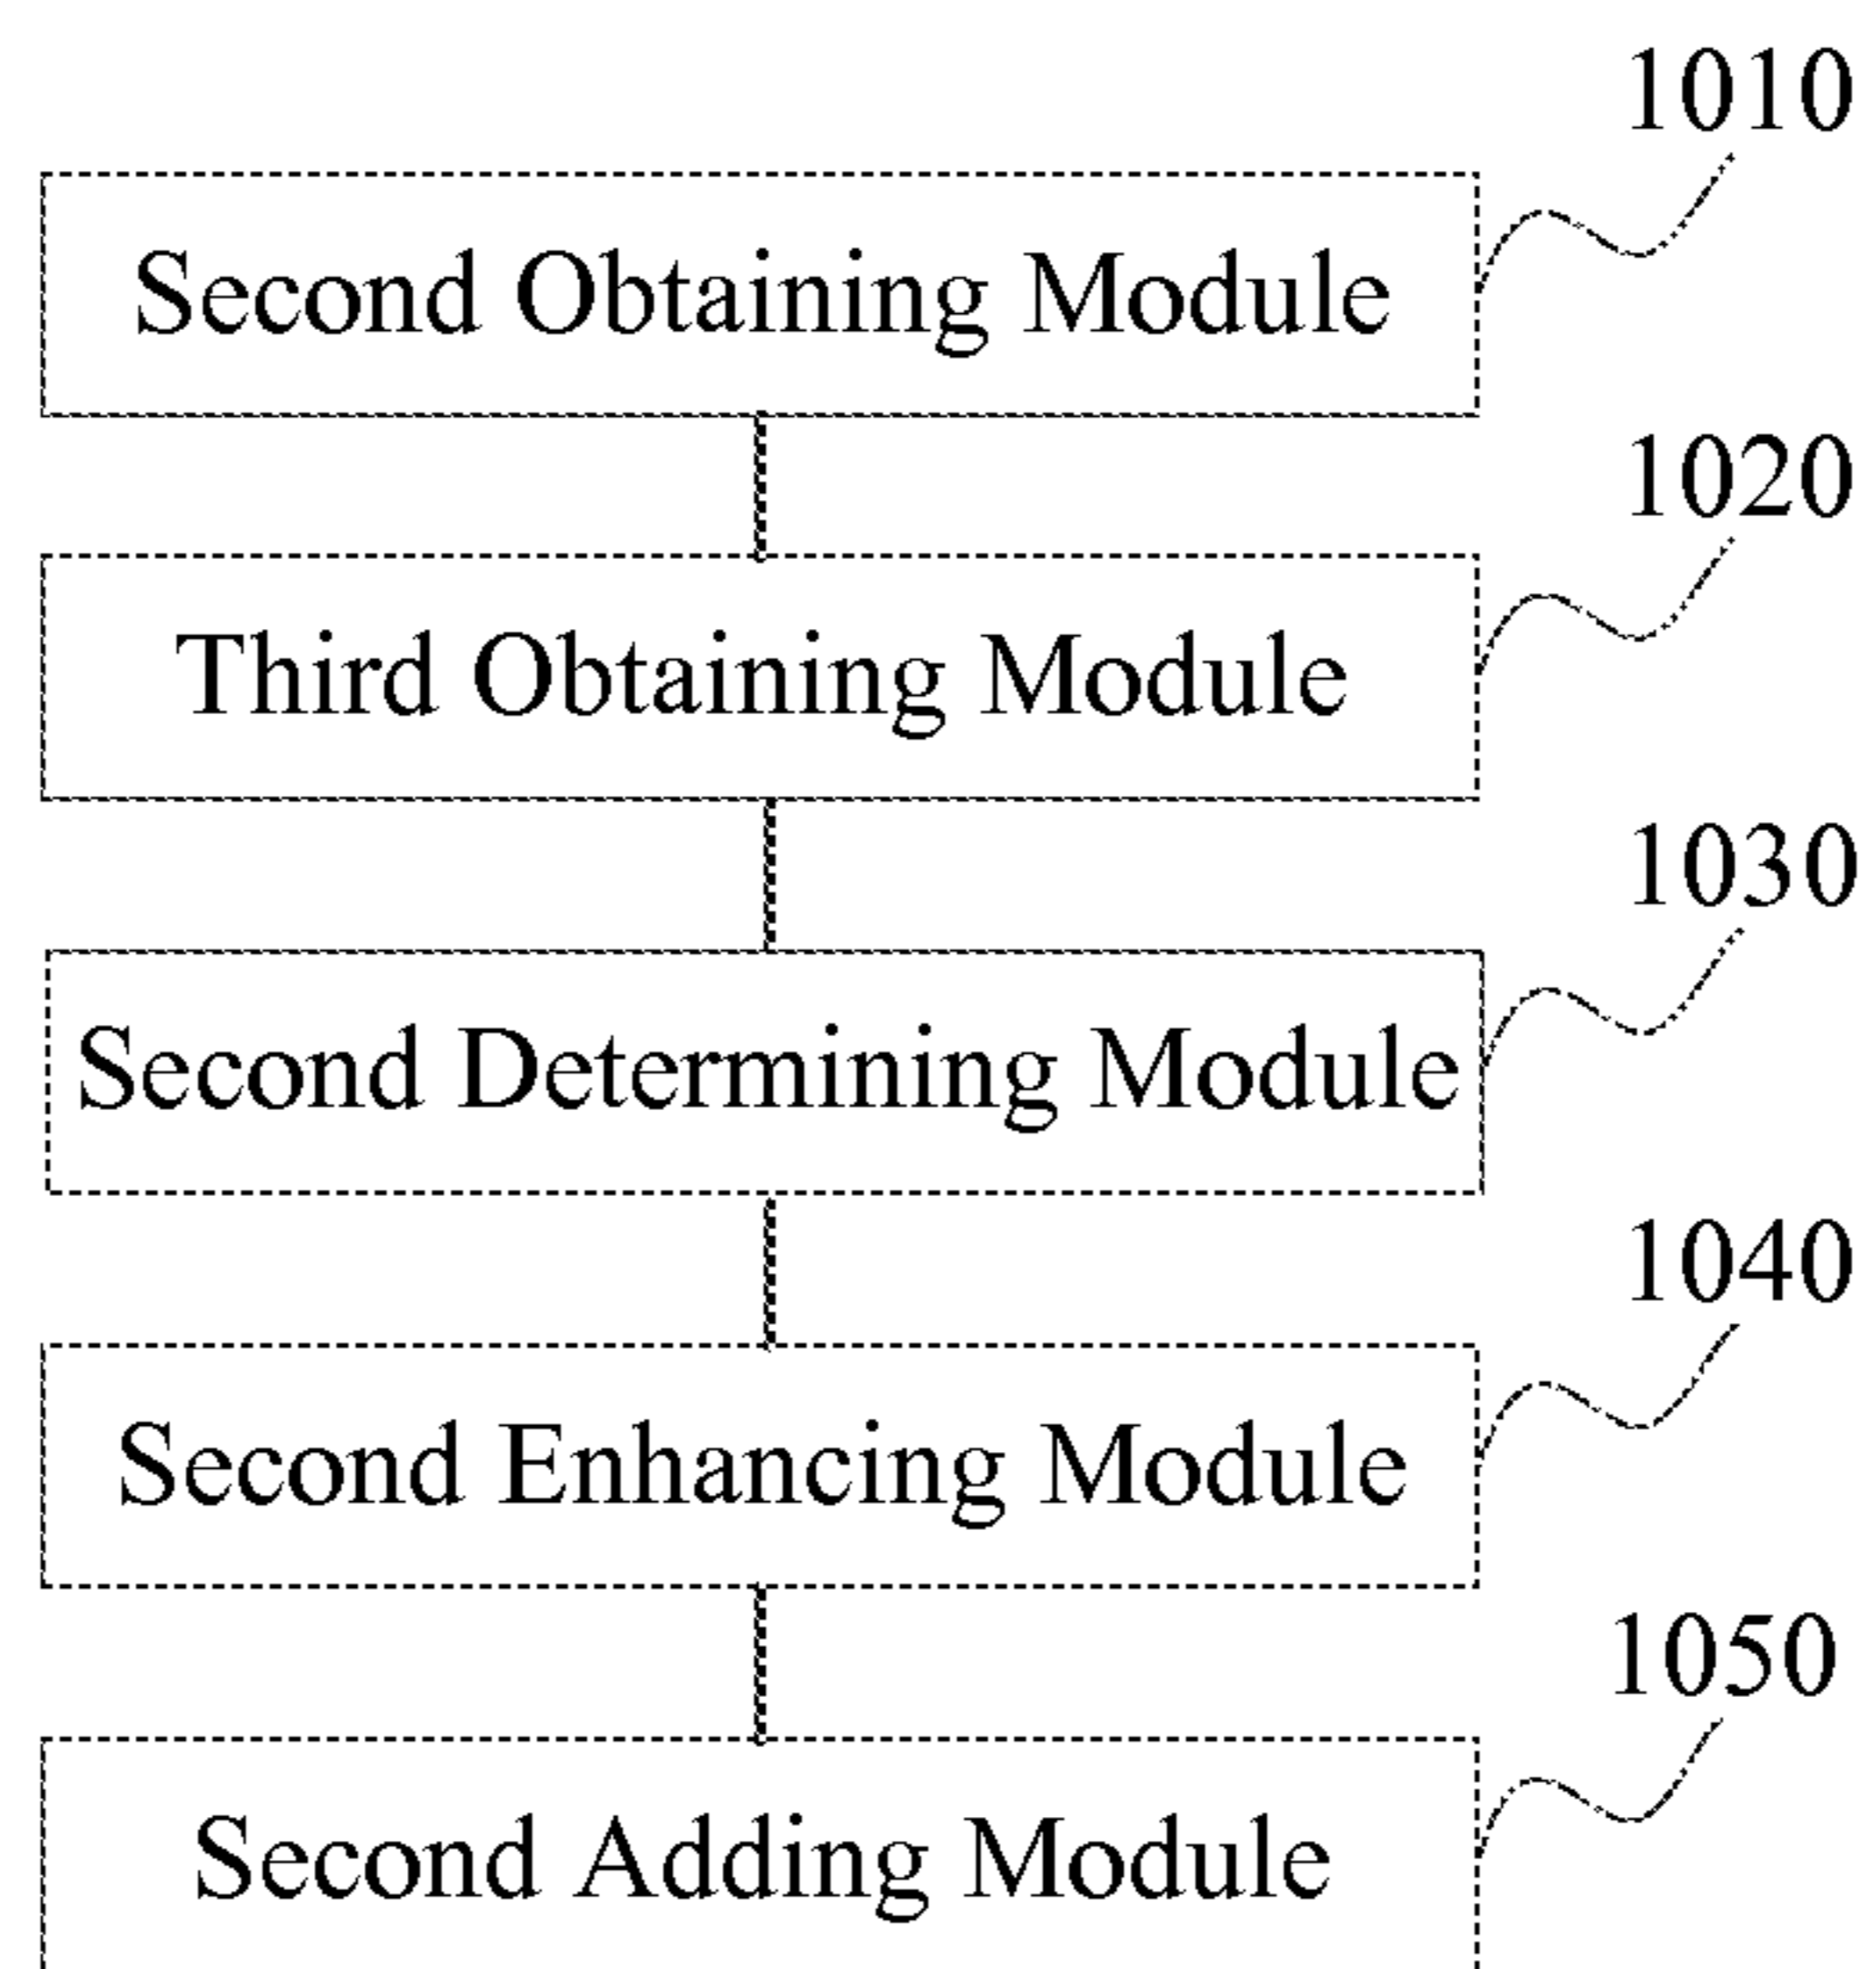 1010
Second Obtaining Module
1020
Third Obtaining Module
1030
Second Determining Module
1040
Second Enhancing Module
1050
Second Adding Module